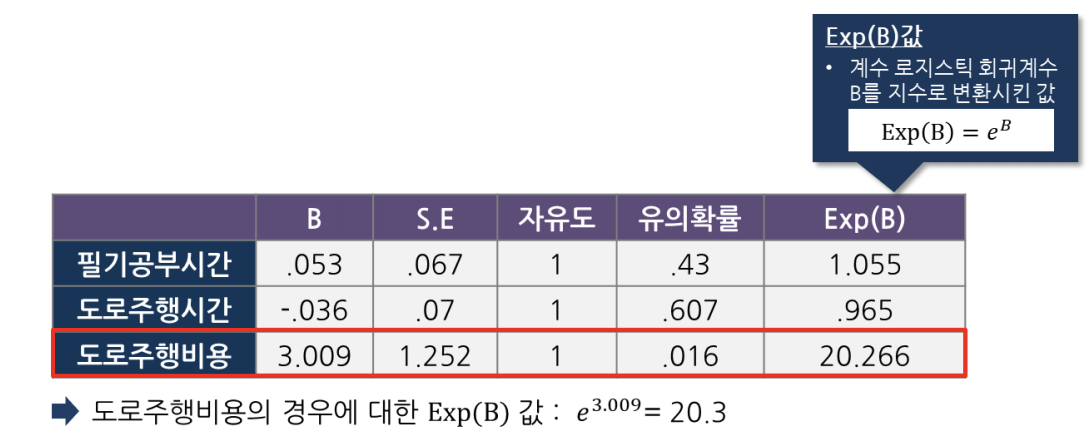 Exp(B)값
• 계수 로지스틱 회귀계수
B를 지수로 변환시킨 값
Exp(B) = e^B
B S.E 자유도 유의확률 Exp(B)
필기공부시간 .053 .067 1 .43 1.055
도로주행시간 -.036 .07 1 .607 .965
도로주행비용 3.009 1.252 1 .016 20.266
➡ 도로주행비용의 경우에 대한 Exp(B) 값 : e^3.009= 20.3